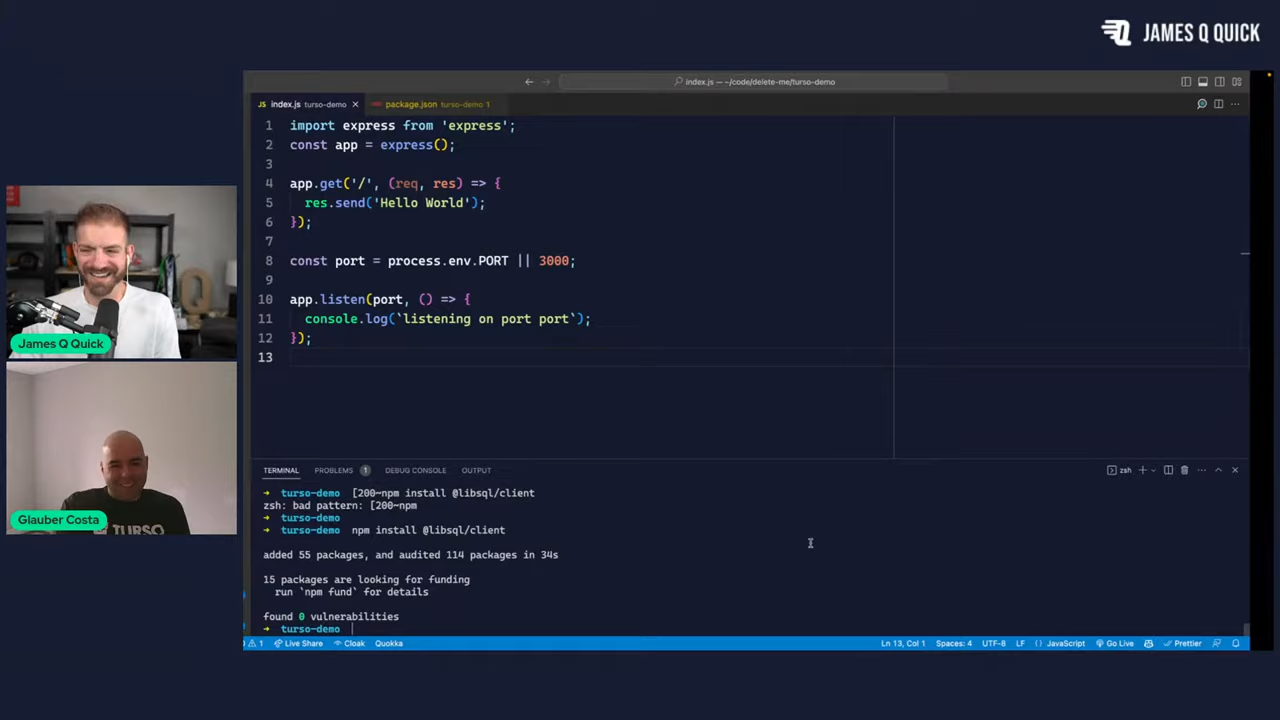 JAMES Q QUICK
index.js — ~/code/delete-me/turso-demo
JS index.js turso-demo
package.json turso-demo 1
1 import express from 'express';
2 const app = express();
3
4 app.get('/', (req, res) => {
5 res.send('Hello World');
6 });
7
8 const port = process.env.PORT || 3000;
9
10 app.listen(port, () => {
11 console.log(`listening on port port`);
12 });
13
James Q Quick
TURSO
Glauber Costa
TERMINAL PROBLEMS 1 DEBUG CONSOLE OUTPUT
zsh
➜ turso-demo [200~npm install @libsql/client
zsh: bad pattern: [200~npm
➜ turso-demo
➜ turso-demo npm install @libsql/client
added 55 packages, and audited 114 packages in 34s
15 packages are looking for funding
run `npm fund` for details
found 0 vulnerabilities
➜ turso-demo
1 Live Share Cloak Quokka
Ln 13, Col 1 Spaces: 4 UTF-8 LF JavaScript Go Live Prettier